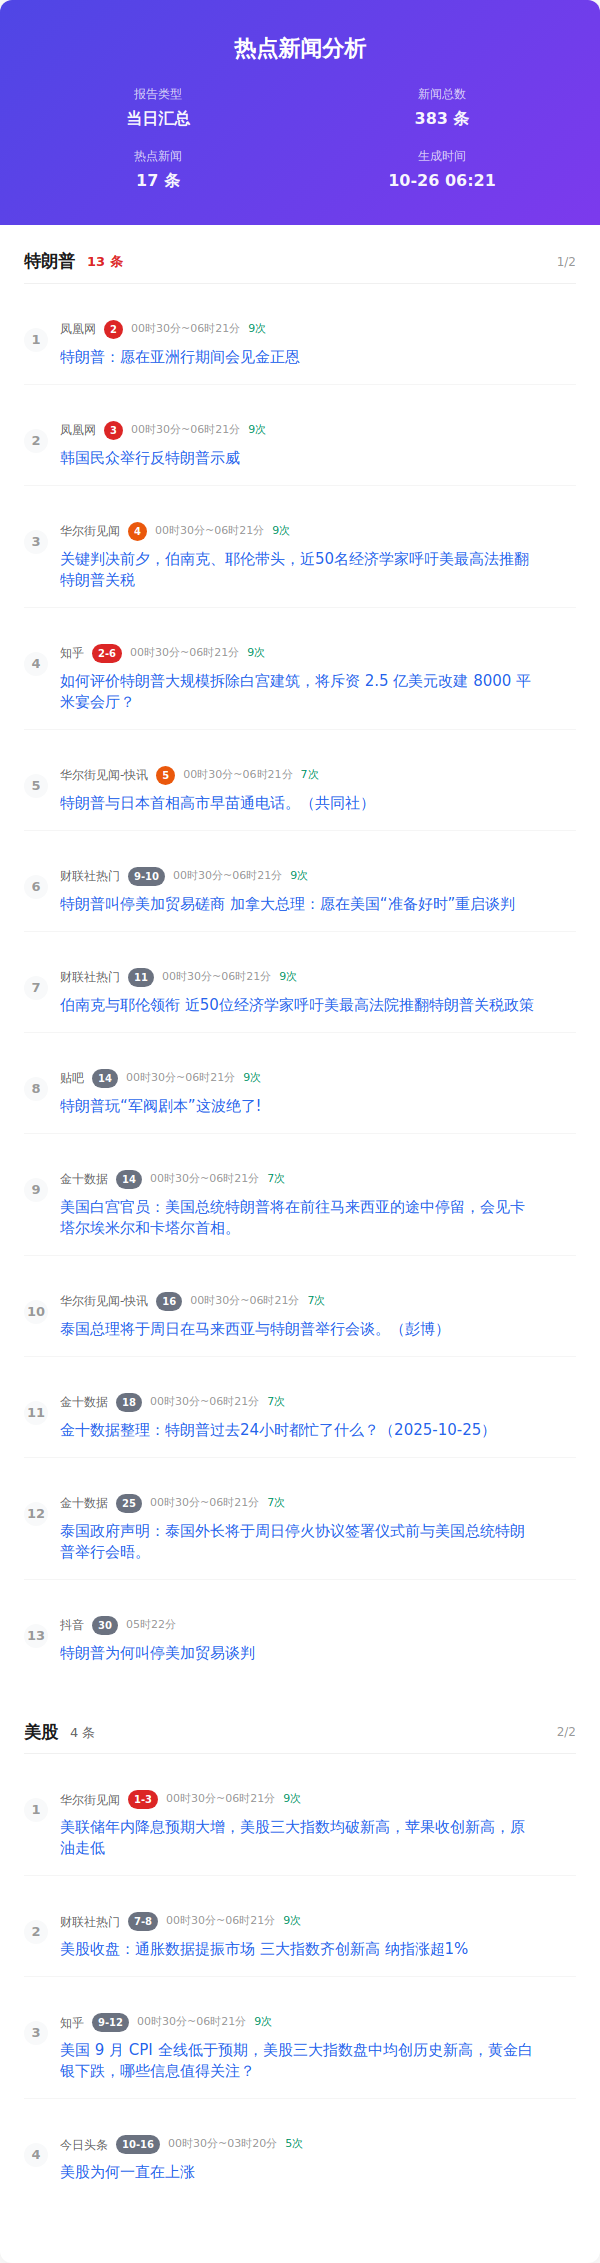 热点新闻分析
报告类型
新闻总数
当日汇总
383 条
热点新闻
生成时间
17 条
10-26 06:21
特朗普 13 条 1/2
1
凤凰网 2 00时30分~06时21分 9次
特朗普：愿在亚洲行期间会见金正恩
2
凤凰网 3 00时30分~06时21分 9次
韩国民众举行反特朗普示威
3
华尔街见闻 4 00时30分~06时21分 9次
关键判决前夕，伯南克、耶伦带头，近50名经济学家呼吁美最高法推翻
特朗普关税
4
知乎 2-6 00时30分~06时21分 9次
如何评价特朗普大规模拆除白宫建筑，将斥资 2.5 亿美元改建 8000 平
米宴会厅？
5
华尔街见闻-快讯 5 00时30分~06时21分 7次
特朗普与日本首相高市早苗通电话。（共同社）
6
财联社热门 9-10 00时30分~06时21分 9次
特朗普叫停美加贸易磋商 加拿大总理：愿在美国“准备好时”重启谈判
7
财联社热门 11 00时30分~06时21分 9次
伯南克与耶伦领衔 近50位经济学家呼吁美国最高法院推翻特朗普关税政策
8
贴吧 14 00时30分~06时21分 9次
特朗普玩“军阀剧本”这波绝了!
9
金十数据 14 00时30分~06时21分 7次
美国白宫官员：美国总统特朗普将在前往马来西亚的途中停留，会见卡
塔尔埃米尔和卡塔尔首相。
10
华尔街见闻-快讯 16 00时30分~06时21分 7次
泰国总理将于周日在马来西亚与特朗普举行会谈。（彭博）
11
金十数据 18 00时30分~06时21分 7次
金十数据整理：特朗普过去24小时都忙了什么？（2025-10-25）
12
金十数据 25 00时30分~06时21分 7次
泰国政府声明：泰国外长将于周日停火协议签署仪式前与美国总统特朗
普举行会晤。
13
抖音 30 05时22分
特朗普为何叫停美加贸易谈判
美股 4 条 2/2
1
华尔街见闻 1-3 00时30分~06时21分 9次
美联储年内降息预期大增，美股三大指数均破新高，苹果收创新高，原
油走低
2
财联社热门 7-8 00时30分~06时21分 9次
美股收盘：通胀数据提振市场 三大指数齐创新高 纳指涨超1%
3
知乎 9-12 00时30分~06时21分 9次
美国 9 月 CPI 全线低于预期，美股三大指数盘中均创历史新高，黄金白
银下跌，哪些信息值得关注？
4
今日头条 10-16 00时30分~03时20分 5次
美股为何一直在上涨